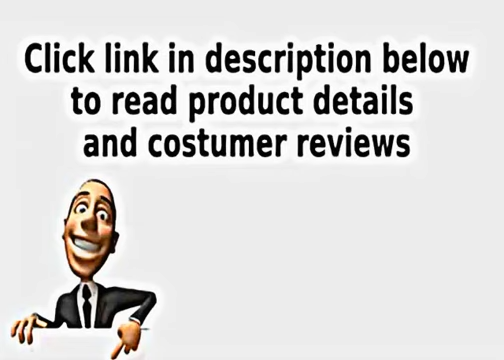 Click link in description below
to read product details
and costumer reviews